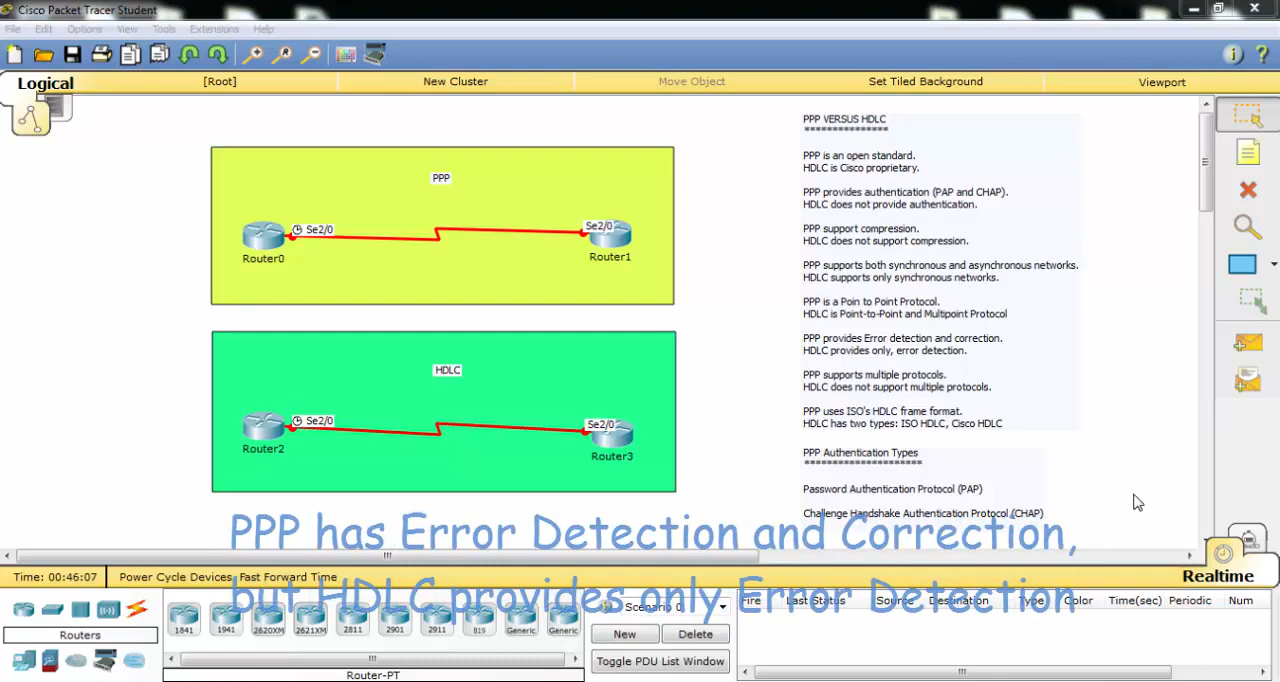 Cisco Packet Tracer Student
File Edit Options View Tools Extensions Help
Logical
[Root]
New Cluster
Move Object
Set Tiled Background
Viewport
PPP
Se2/0
Se2/0
Router0
Router1
HDLC
Se2/0
Se2/0
Router2
Router3
PPP VERSUS HDLC
===============
PPP is an open standard.
HDLC is Cisco proprietary.
PPP provides authentication (PAP and CHAP).
HDLC does not provide authentication.
PPP support compression.
HDLC does not support compression.
PPP supports both synchronous and asynchronous networks.
HDLC supports only synchronous networks.
PPP is a Poin to Point Protocol.
HDLC is Point-to-Point and Multipoint Protocol
PPP provides Error detection and correction.
HDLC provides only, error detection.
PPP supports multiple protocols.
HDLC does not support multiple protocols.
PPP uses ISO's HDLC frame format.
HDLC has two types: ISO HDLC, Cisco HDLC
PPP Authentication Types
=====================
Password Authentication Protocol (PAP)
Challenge Handshake Authentication Protocol (CHAP)
PPP has Error Detection and Correction,
but HDLC provides only Error Detection
Time: 00:46:07
Power Cycle Devices Fast Forward Time
Realtime
Routers
1841 1941 2620XM 2621XM 2811 2901 2911 819 Generic Generic
Router-PT
Scenario 0
New
Delete
Toggle PDU List Window
Fire Last Status Source Destination Type Color Time(sec) Periodic Num